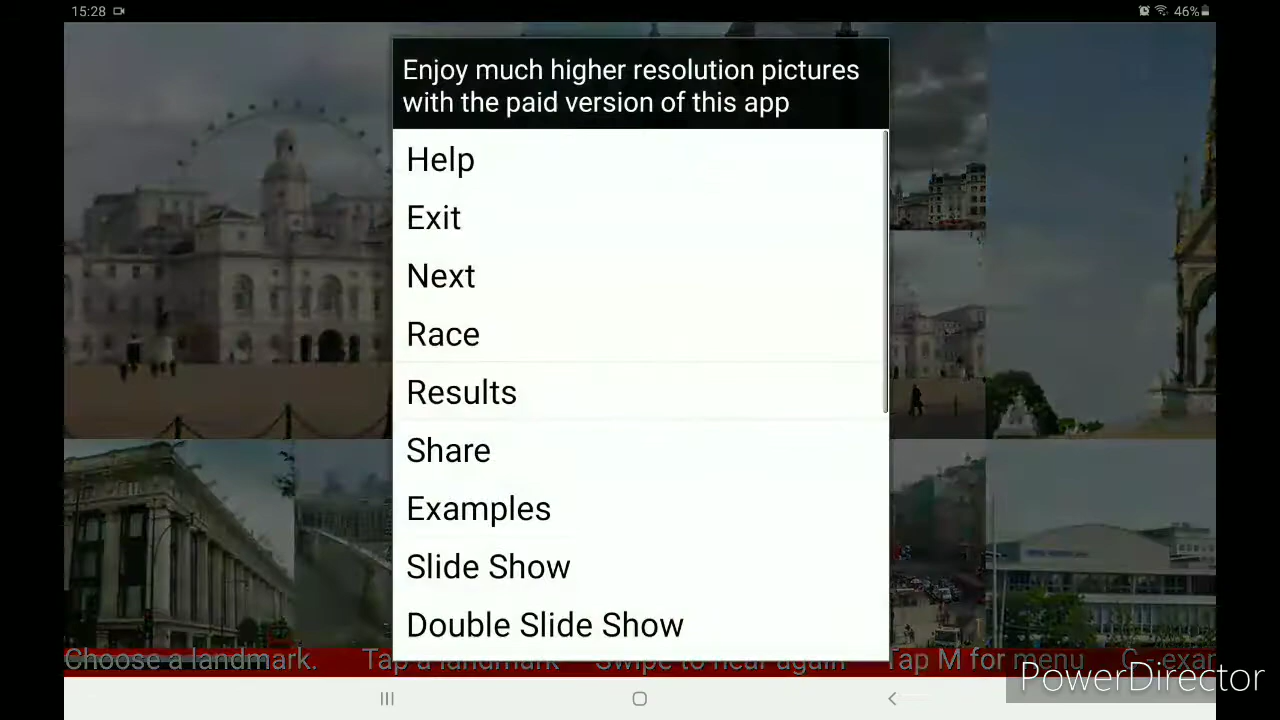 15:28
46%
Enjoy much higher resolution pictures
with the paid version of this app
Help
Exit
Next
Race
Results
Share
Examples
Slide Show
Double Slide Show
Choose a landmark. Tap a landmark Swipe to hear again Tap M for menu C - exar
PowerDirector